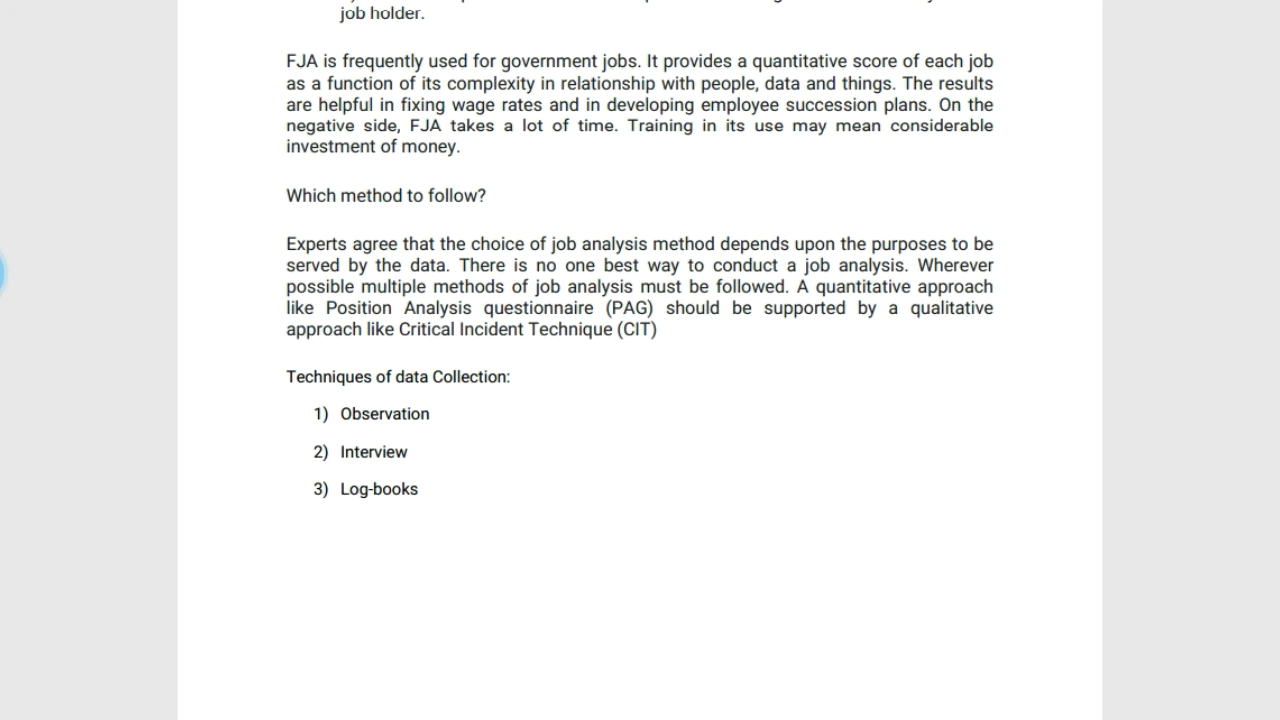 job holder.
FJA is frequently used for government jobs. It provides a quantitative score of each job
as a function of its complexity in relationship with people, data and things. The results
are helpful in fixing wage rates and in developing employee succession plans. On the
negative side, FJA takes a lot of time. Training in its use may mean considerable
investment of money.
Which method to follow?
Experts agree that the choice of job analysis method depends upon the purposes to be
served by the data. There is no one best way to conduct a job analysis. Wherever
possible multiple methods of job analysis must be followed. A quantitative approach
like Position Analysis questionnaire (PAG) should be supported by a qualitative
approach like Critical Incident Technique (CIT)
Techniques of data Collection:
1) Observation
2) Interview
3) Log-books